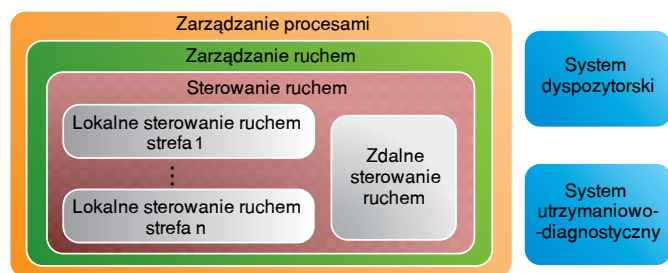 Zarządzanie procesami
Zarządzanie ruchem
Sterowanie ruchem
Lokalne sterowanie ruchem
strefa 1
Lokalne sterowanie ruchem
strefa n
Zdalne
sterowanie
ruchem
System
dyspozytorski
System
utrzymaniowo-
-diagnostyczny